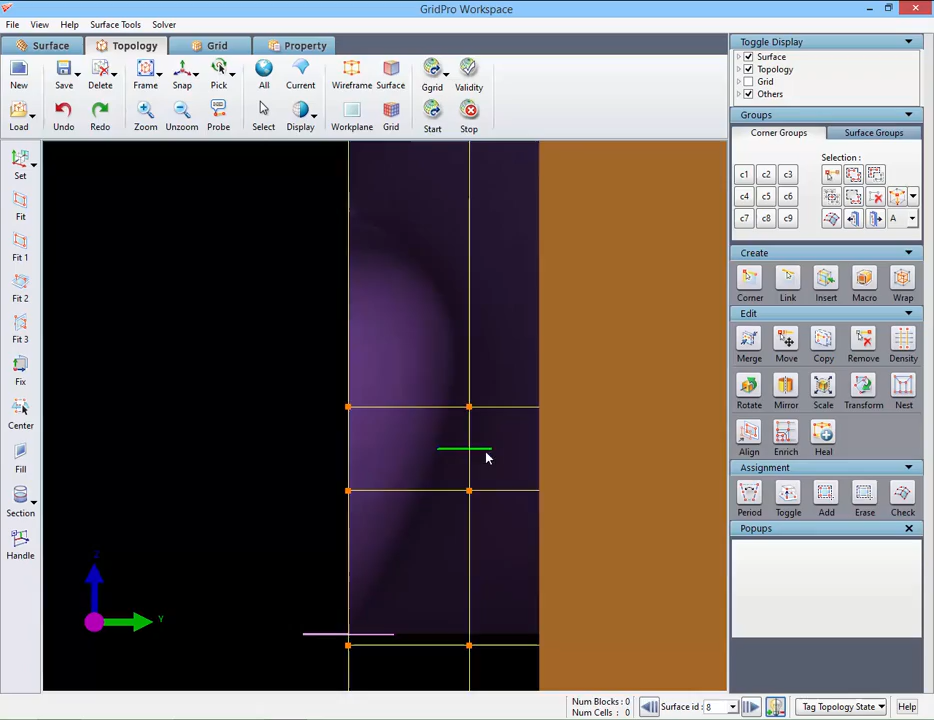 GridPro Workspace
File View Help Surface Tools Solver
Surface Topology Grid Property
New Save Delete Frame Snap Pick All Current Wireframe Surface Ggrid Validity
Load Undo Redo Zoom Unzoom Probe Select Display Workplane Grid Start Stop
Set
Fit
Fit 1
Fit 2
Fit 3
Fix
Center
Fill
Section
Handle
Z
Y
Toggle Display
Surface
Topology
Grid
Others
Groups
Corner Groups Surface Groups
Selection :
c1 c2 c3
c4 c5 c6
c7 c8 c9 A
Create
Corner Link Insert Macro Wrap
Edit
Merge Move Copy Remove Density
Rotate Mirror Scale Transform Nest
Align Enrich Heal
Assignment
Period Toggle Add Erase Check
Popups
Num Blocks: 0
Num Cells: 0
Surface id: 8
Tag Topology State
Help